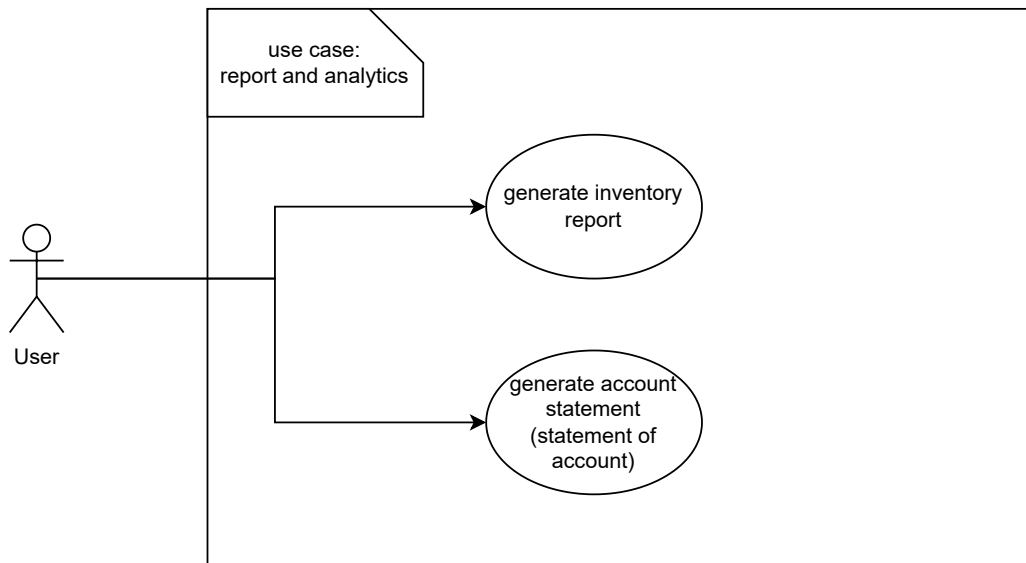 use case:
report and analytics
generate inventory
report
User
generate account
statement
(statement of
account)